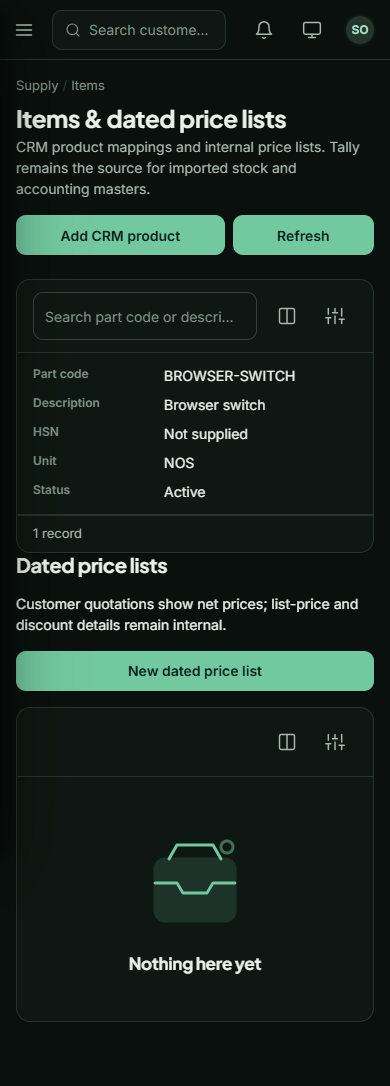 Search custome...
SO
Supply / Items
Items & dated price lists
CRM product mappings and internal price lists. Tally
remains the source for imported stock and
accounting masters.
Add CRM product
Refresh
Search part code or descri...
Part code BROWSER-SWITCH
Description Browser switch
HSN Not supplied
Unit NOS
Status Active
1 record
Dated price lists
Customer quotations show net prices; list-price and
discount details remain internal.
New dated price list
Nothing here yet